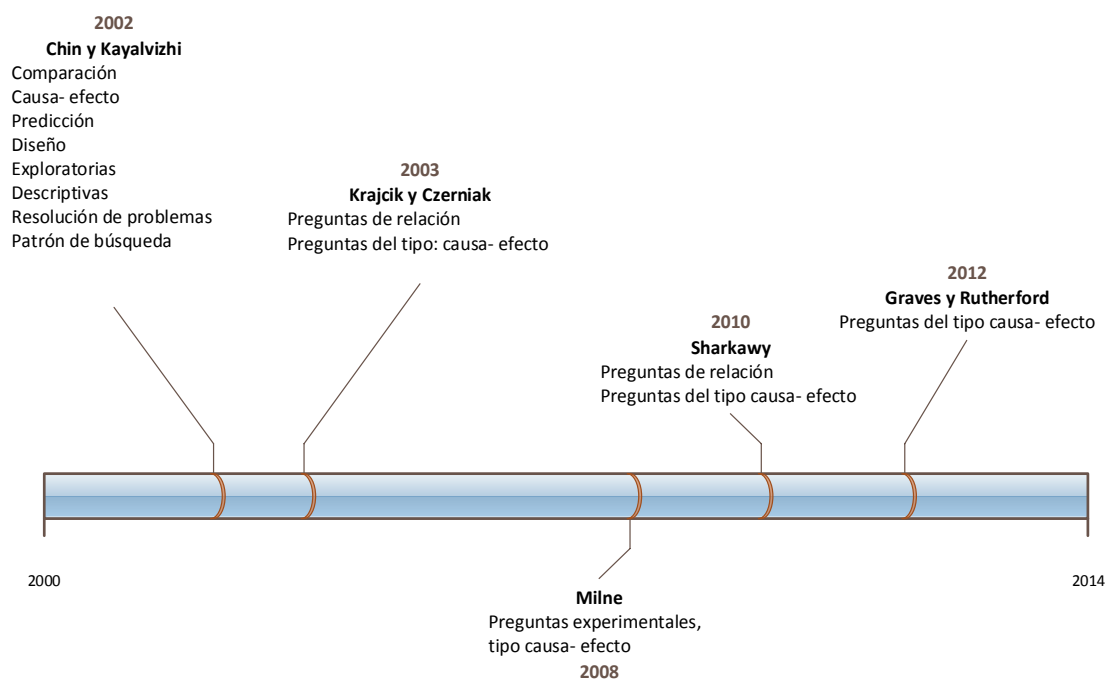 2002
Chin y Kayalvizhi
Comparación
Causa- efecto
Predicción
Diseño
Exploratorias
Descriptivas
Resolución de problemas
Patrón de búsqueda
2003
Krajcik y Czerniak
Preguntas de relación
Preguntas del tipo: causa- efecto
2010
Sharkawy
Preguntas de relación
Preguntas del tipo causa- efecto
2012
Graves y Rutherford
Preguntas del tipo causa- efecto
2000
2014
Milne
Preguntas experimentales,
tipo causa- efecto
2008